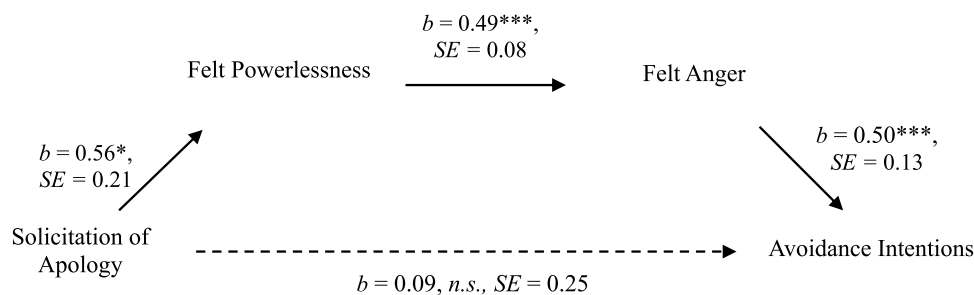 b = 0.49***,
SE = 0.08
Felt Powerlessness
Felt Anger
b = 0.56*,
SE = 0.21
b = 0.50***,
SE = 0.13
Solicitation of
Apology
Avoidance Intentions
b = 0.09, n.s., SE = 0.25